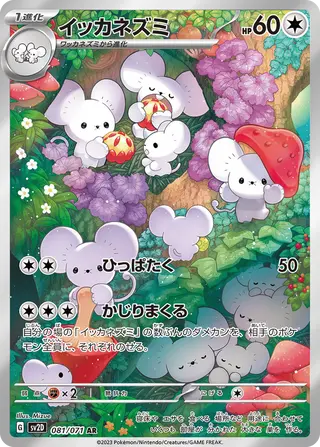 1進化
イッカネズミ
HP60
ワッカネズミから進化
ひっぱたく 50
かじりまくる
自分の場の「イッカネズミ」の数ぶんのダメカンを、相手のポケ
モン全員に、それぞれのせる。
弱点 ×2 抵抗力 にげる
Illus. Mizue
G sv2D 081/071 AR
©2023 Pokémon/Nintendo/Creatures/GAME FREAK.